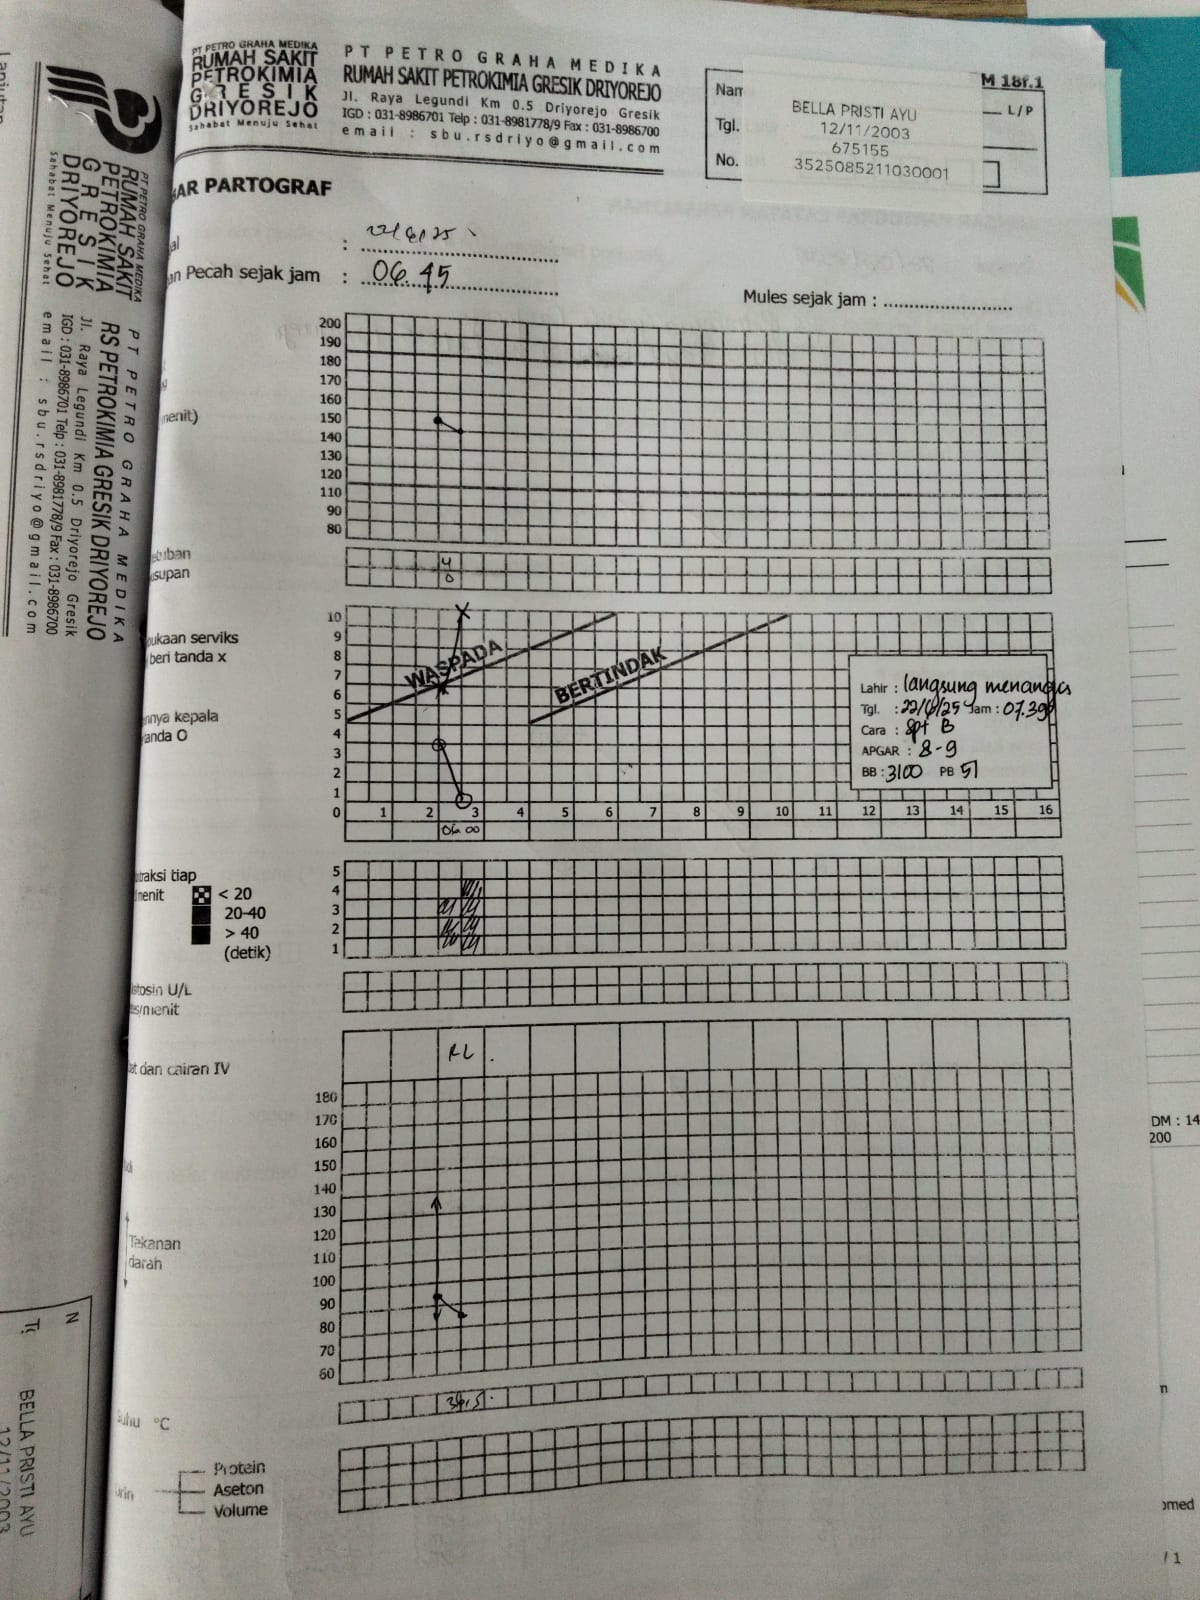 PT PETRO GRAHA MEDIKA
RUMAH SAKIT
PETROKIMIA
GRESIK
DRIYOREJO
Sahabat Menuju Sehat
PT PETRO GRAHA MEDIKA
RUMAH SAKIT PETROKIMIA GRESIK DRIYOREJO
Jl. Raya Legundi Km 0.5 Driyorejo Gresik
IGD : 031-8986701 Telp : 031-8981778/9 Fax : 031-8986700
email : sbu.rsdriyo@gmail.com
M 18f.1
Nam
L/P
Tgl.
No.
BELLA PRISTI AYU
12/11/2003
675155
3525085211030001
BAR PARTOGRAF
: 22/6/25
an Pecah sejak jam : 06.45
Mules sejak jam :
200
190
180
170
160
150
140
130
120
110
90
80
menit)
etuban
usupan
4
0
bukaan serviks
beri tanda x
nnya kepala
tanda O
10
9
8
7
6
5
4
3
2
1
0
WASPADA
BERTINDAK
Lahir : langsung menangis
Tgl. : 22/6/25 Jam : 07.39
Cara : Spt B
APGAR : 8-9
BB : 3100 PB 51
1 2 3 4 5 6 7 8 9 10 11 12 13 14 15 16
06 00
traksi tiap
menit < 20
20-40
> 40
(detik)
5
4
3
2
1
stosin U/L
es/menit
bat dan cairan IV
RL
180
170
160
150
140
130
120
110
100
90
80
70
60
Tekanan
darah
Suhu °C
36,5
urin
Protein
Aseton
Volume
PT PETRO GRAHA MEDIKA
RUMAH SAKIT
PETROKIMIA
GRESIK
DRIYOREJO
Sahabat Menuju Sehat
PT PETRO GRAHA MEDIKA
RS PETROKIMIA GRESIK DRIYOREJO
Jl. Raya Legundi Km 0.5 Driyorejo Gresik
IGD : 031-8986701 Telp : 031-8981778/9 Fax : 031-8986700
email : sbu.rsdriyo@gmail.com
Lanjutan
N
BELLA PRISTI AYU
12/11/2003
DM : 14
200
omed
/ 1